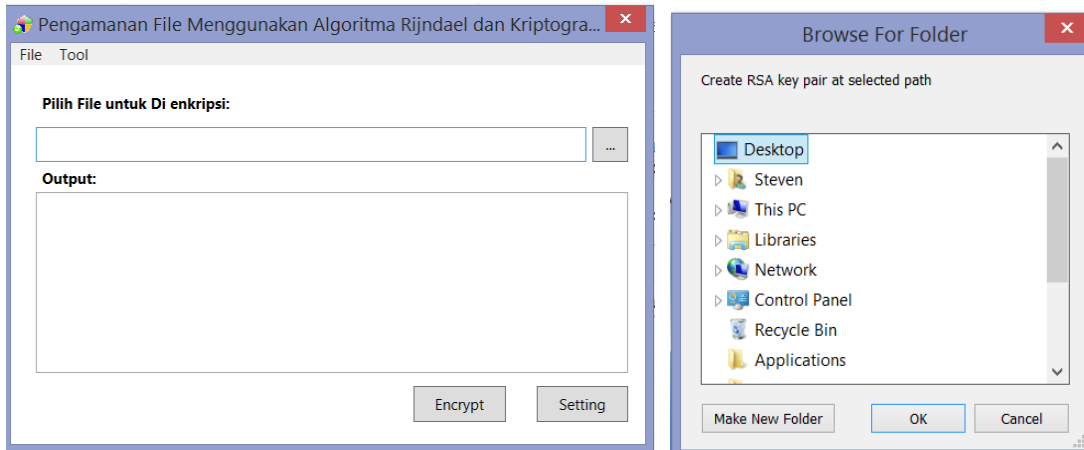 Pengamanan File Menggunakan Algoritma Rijndael dan Kriptogra...
File Tool
Pilih File untuk Di enkripsi:
...
Output:
Encrypt Setting
Browse For Folder
Create RSA key pair at selected path
Desktop
Steven
This PC
Libraries
Network
Control Panel
Recycle Bin
Applications
Make New Folder OK Cancel